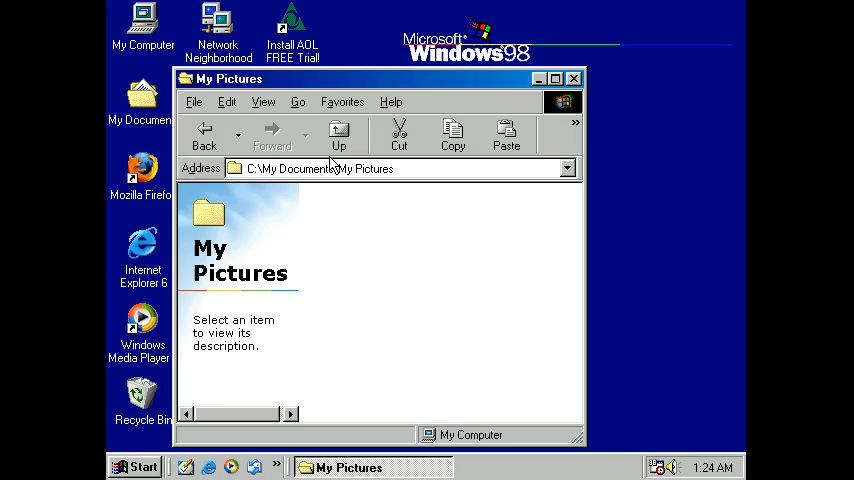 My Computer
Network
Neighborhood
Install AOL
FREE Trial!
Microsoft
Windows 98
My Documen
Mozilla Firefo
Internet
Explorer 6
Windows
Media Player
Recycle Bin
My Pictures
File Edit View Go Favorites Help
Back Forward Up Cut Copy Paste »
Address C:\My Documents\My Pictures
My
Pictures
Select an item
to view its
description.
My Computer
Start » My Pictures 1:24 AM